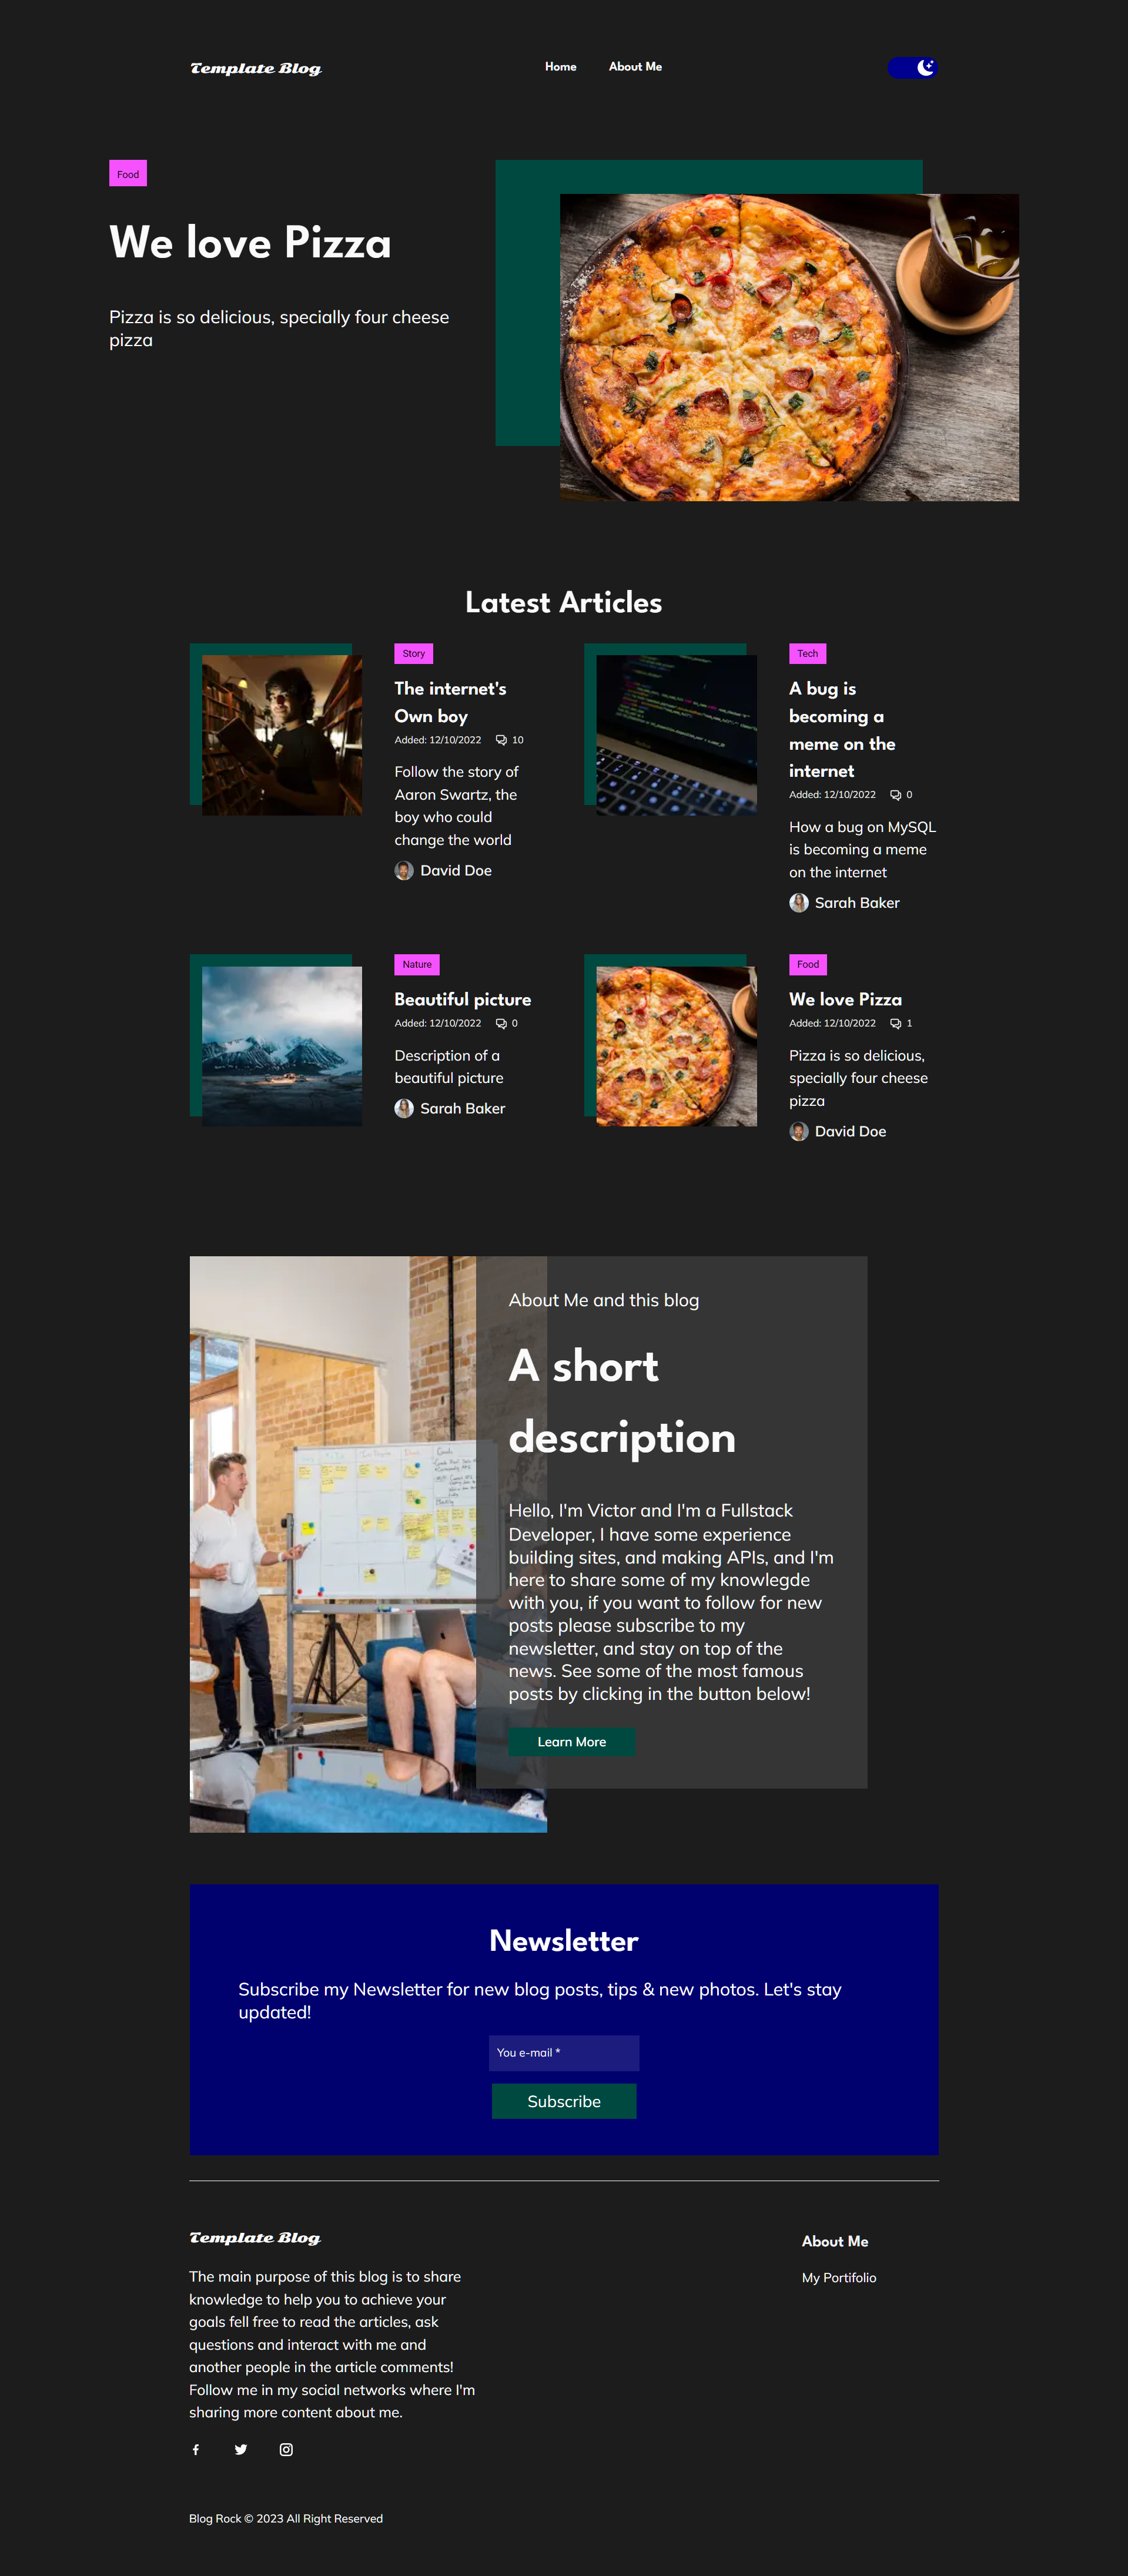 Template Blog
Home
About Me
Food
We love Pizza
Pizza is so delicious, specially four cheese
pizza
Latest Articles
Story
The internet's
Own boy
Added: 12/10/2022
10
Follow the story of
Aaron Swartz, the
boy who could
change the world
David Doe
Tech
A bug is
becoming a
meme on the
internet
Added: 12/10/2022
0
How a bug on MySQL
is becoming a meme
on the internet
Sarah Baker
Nature
Beautiful picture
Added: 12/10/2022
0
Description of a
beautiful picture
Sarah Baker
Food
We love Pizza
Added: 12/10/2022
1
Pizza is so delicious,
specially four cheese
pizza
David Doe
About Me and this blog
A short
description
Hello, I'm Victor and I'm a Fullstack
Developer, I have some experience
building sites, and making APIs, and I'm
here to share some of my knowlegde
with you, if you want to follow for new
posts please subscribe to my
newsletter, and stay on top of the
news. See some of the most famous
posts by clicking in the button below!
Learn More
Newsletter
Subscribe my Newsletter for new blog posts, tips & new photos. Let's stay
updated!
You e-mail *
Subscribe
Template Blog
The main purpose of this blog is to share
knowledge to help you to achieve your
goals fell free to read the articles, ask
questions and interact with me and
another people in the article comments!
Follow me in my social networks where I'm
sharing more content about me.
About Me
My Portifolio
Blog Rock © 2023 All Right Reserved